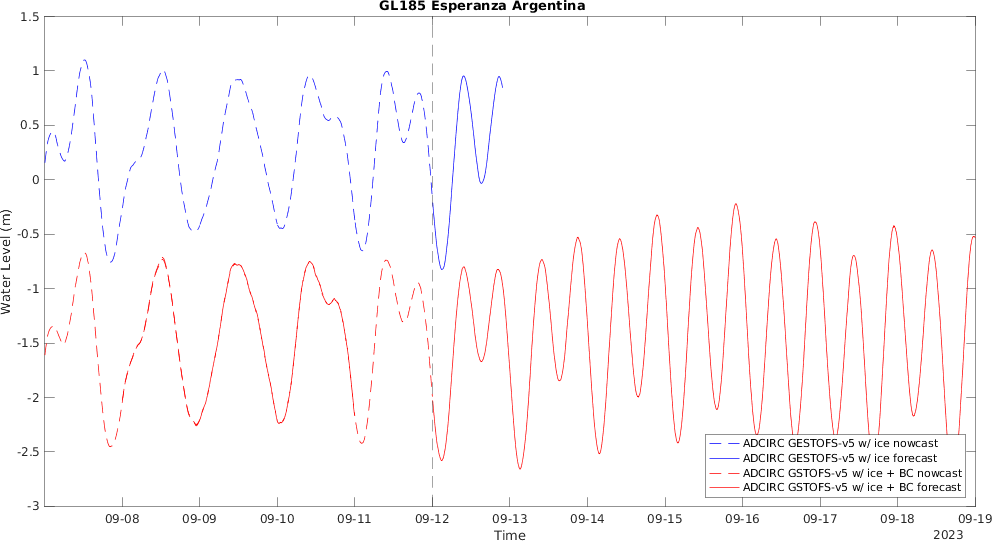 GL185 Esperanza Argentina
1.5
1
0.5
0
-0.5
-1
-1.5
-2
-2.5
-3
Water Level (m)
ADCIRC GESTOFS-v5 w/ ice nowcast
ADCIRC GESTOFS-v5 w/ ice forecast
ADCIRC GSTOFS-v5 w/ ice + BC nowcast
ADCIRC GSTOFS-v5 w/ ice + BC forecast
09-08 09-09 09-10 09-11 09-12 09-13 09-14 09-15 09-16 09-17 09-18 09-19
Time
2023